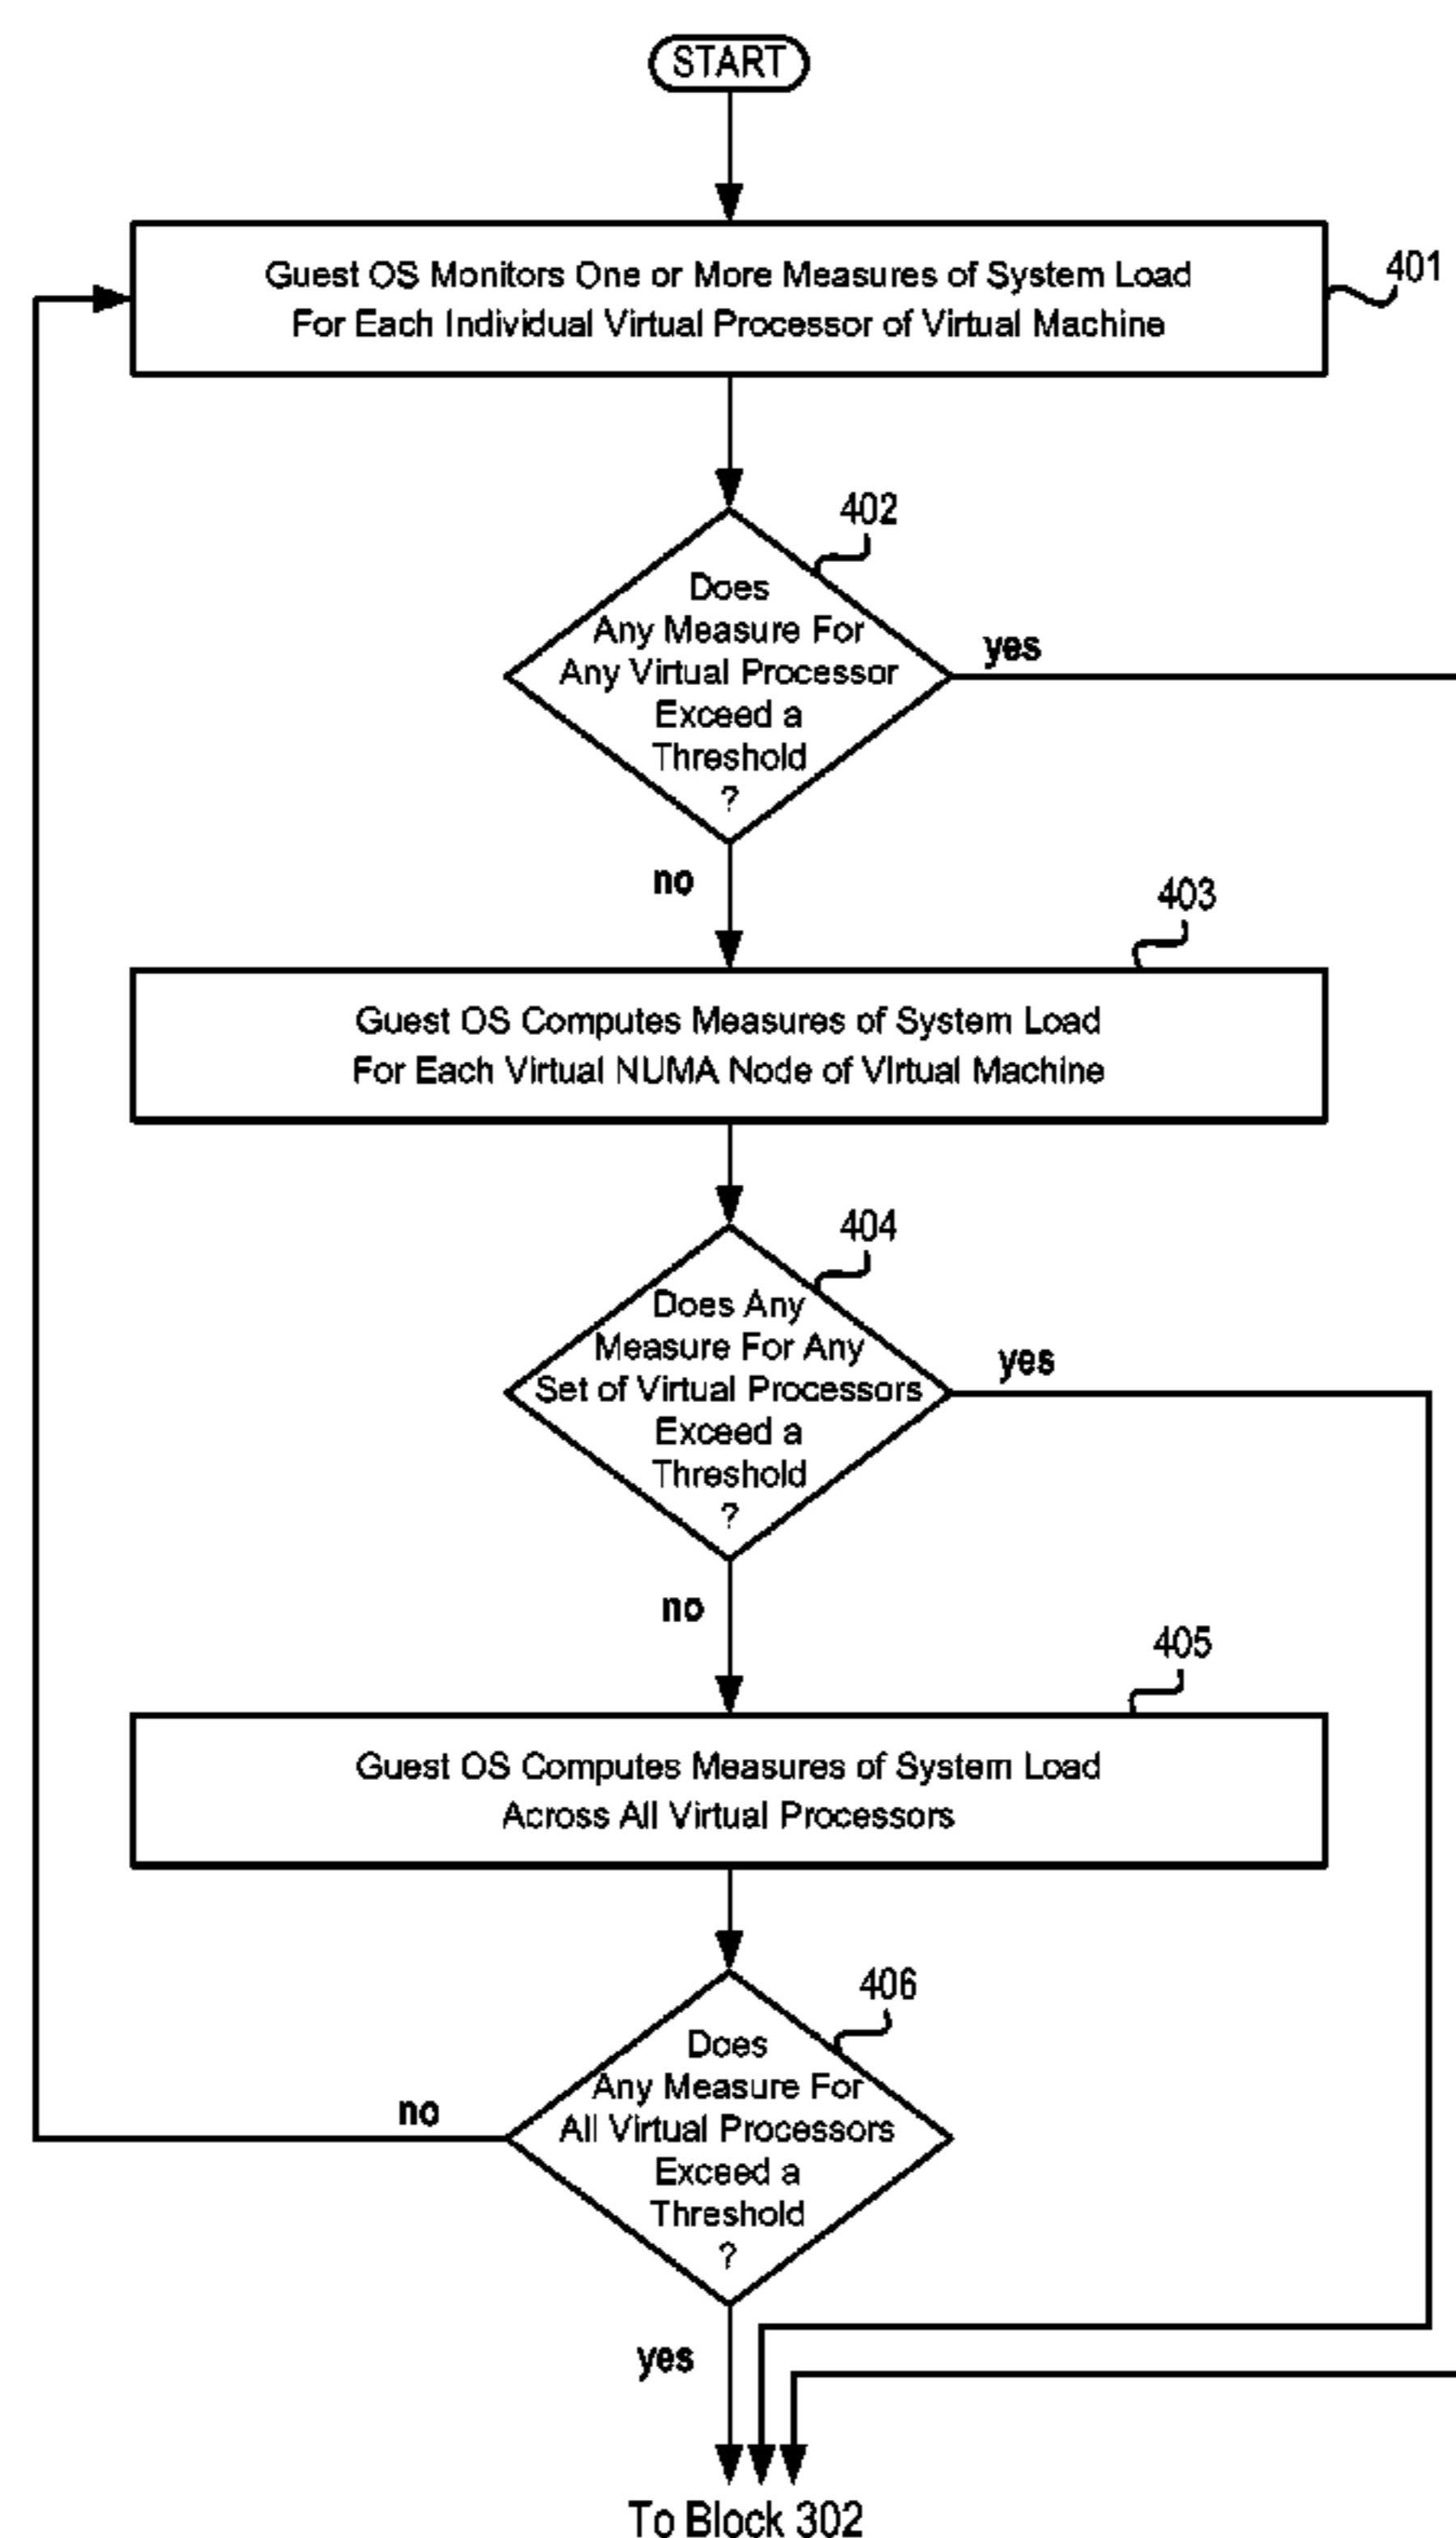 START
Guest OS Monitors One or More Measures of System Load
For Each Individual Virtual Processor of Virtual Machine
401
402
Does
Any Measure For
Any Virtual Processor
Exceed a
Threshold
?
yes
no
403
Guest OS Computes Measures of System Load
For Each Virtual NUMA Node of Virtual Machine
404
Does Any
Measure For Any
Set of Virtual Processors
Exceed a
Threshold
?
yes
no
405
Guest OS Computes Measures of System Load
Across All Virtual Processors
406
Does
Any Measure For
All Virtual Processors
Exceed a
Threshold
?
no
yes
To Block 302